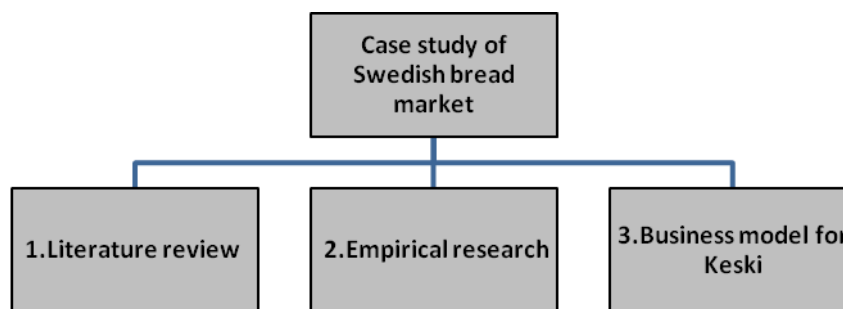 Case study of
Swedish bread
market
1.Literature review
2.Empirical research
3.Business model for
Keski